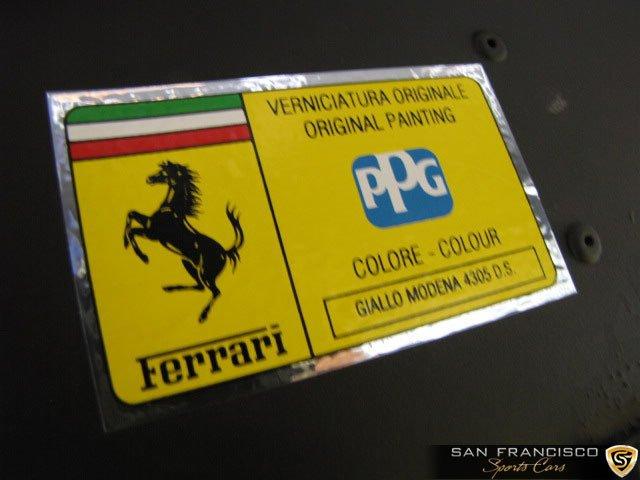 VERNICIATURA ORIGINALE
ORIGINAL PAINTING
PPG
COLORE - COLOUR
GIALLO MODENA 4305 D.S.
Ferrari
SAN FRANCISCO
Sports Cars